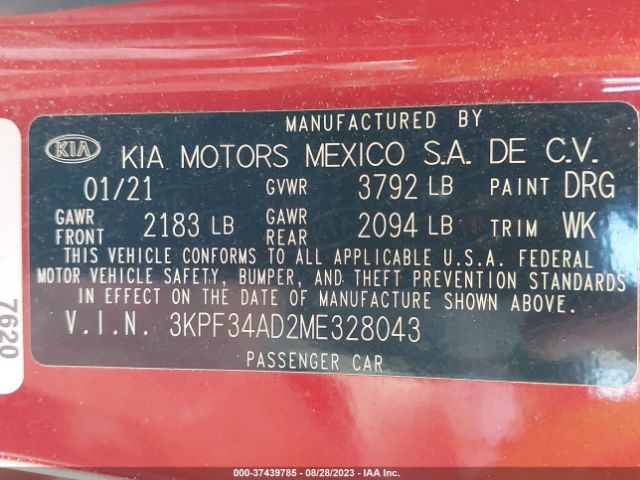 MANUFACTURED BY
KIA KIA MOTORS MEXICO S.A. DE C.V.
01/21 GVWR 3792 LB PAINT DRG
GAWR FRONT 2183 LB GAWR REAR 2094 LB TRIM WK
THIS VEHICLE CONFORMS TO ALL APPLICABLE U.S.A. FEDERAL
MOTOR VEHICLE SAFETY, BUMPER, AND THEFT PREVENTION STANDARDS
IN EFFECT ON THE DATE OF MANUFACTURE SHOWN ABOVE.
V.I.N. 3KPF34AD2ME328043
PASSENGER CAR
7620
000-37439785 - 08/28/2023 - IAA Inc.